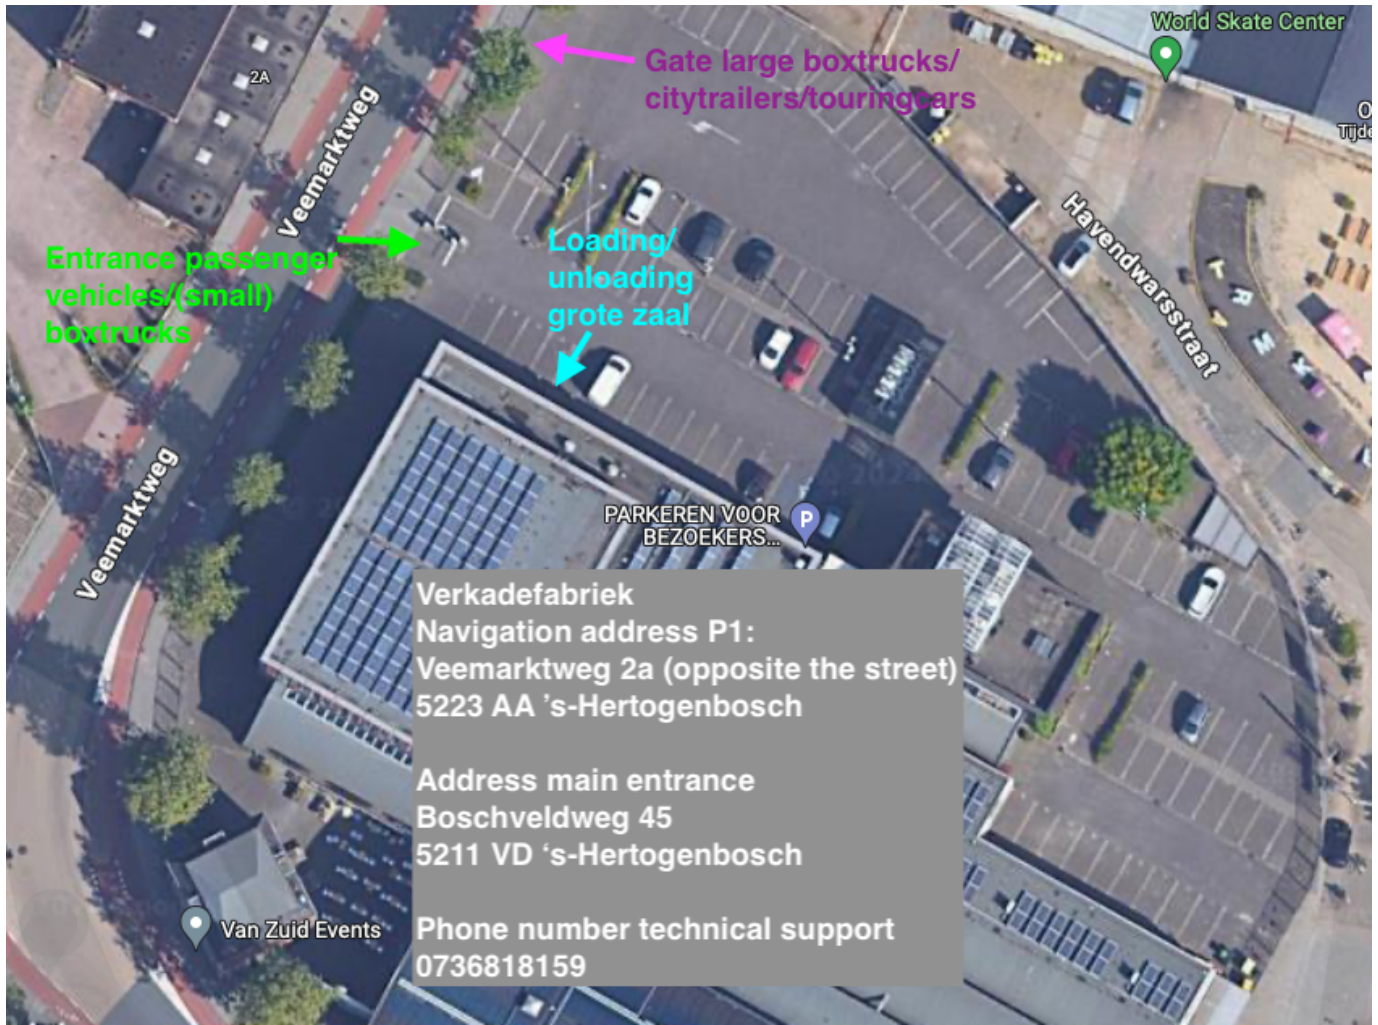 World Skate Center
Gate large boxtrucks/
citytrailers/touringcars
2A
Veemarktweg
Havendwarsstraat
Entrance passenger
vehicles/(small)
boxtrucks
Loading/
unloading
grote zaal
Veemarktweg
PARKEREN VOOR
BEZOEKERS...
Verkadefabriek
Navigation address P1:
Veemarktweg 2a (opposite the street)
5223 AA ’s-Hertogenbosch
Address main entrance
Boschveldweg 45
5211 VD ‘s-Hertogenbosch
Phone number technical support
0736818159
Van Zuid Events